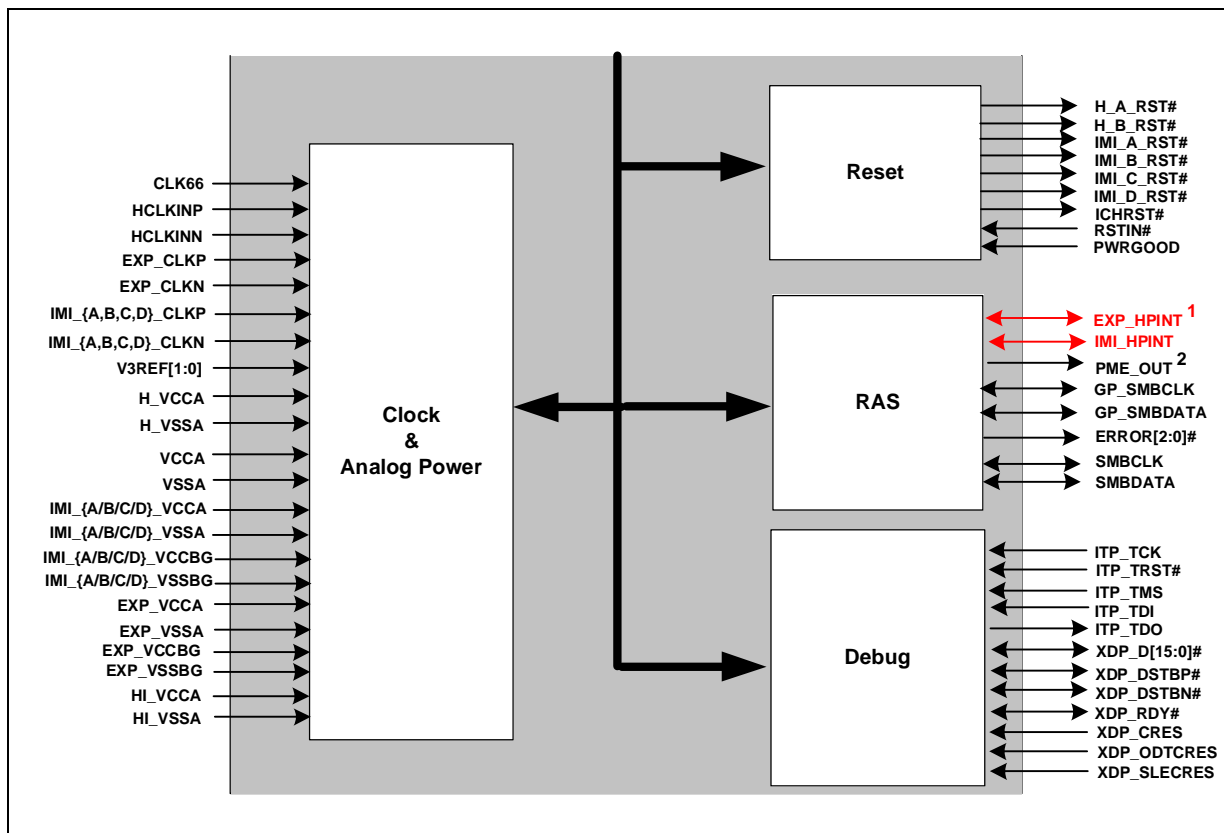 CLK66
HCLKINP
HCLKINN
EXP_CLKP
EXP_CLKN
IMI_{A,B,C,D}_CLKP
IMI_{A,B,C,D}_CLKN
V3REF[1:0]
H_VCCA
H_VSSA
VCCA
VSSA
IMI_{A/B/C/D}_VCCA
IMI_{A/B/C/D}_VSSA
IMI_{A/B/C/D}_VCCBG
IMI_{A/B/C/D}_VSSBG
EXP_VCCA
EXP_VSSA
EXP_VCCBG
EXP_VSSBG
HI_VCCA
HI_VSSA
Clock
&
Analog Power
Reset
H_A_RST#
H_B_RST#
IMI_A_RST#
IMI_B_RST#
IMI_C_RST#
IMI_D_RST#
ICHRST#
RSTIN#
PWRGOOD
RAS
EXP_HPINT 1
IMI_HPINT
PME_OUT 2
GP_SMBCLK
GP_SMBDATA
ERROR[2:0]#
SMBCLK
SMBDATA
Debug
ITP_TCK
ITP_TRST#
ITP_TMS
ITP_TDI
ITP_TDO
XDP_D[15:0]#
XDP_DSTBP#
XDP_DSTBN#
XDP_RDY#
XDP_CRES
XDP_ODTCRES
XDP_SLECRES